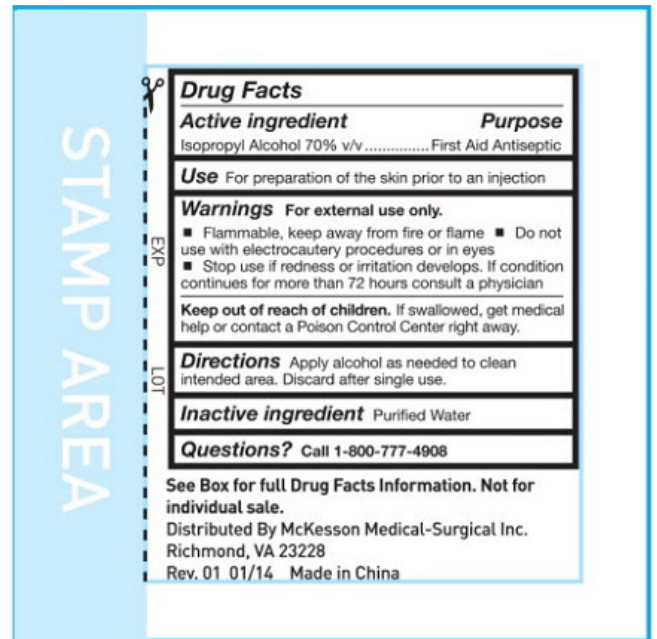 STAMP AREA
EXP
LOT
Drug Facts
Active ingredient Purpose
Isopropyl Alcohol 70% v/v............... First Aid Antiseptic
Use For preparation of the skin prior to an injection
Warnings For external use only.
■ Flammable, keep away from fire or flame ■ Do not
use with electrocautery procedures or in eyes
■ Stop use if redness or irritation develops. If condition
continues for more than 72 hours consult a physician
Keep out of reach of children. If swallowed, get medical
help or contact a Poison Control Center right away.
Directions Apply alcohol as needed to clean
intended area. Discard after single use.
Inactive ingredient Purified Water
Questions? Call 1-800-777-4908
See Box for full Drug Facts Information. Not for
individual sale.
Distributed By McKesson Medical-Surgical Inc.
Richmond, VA 23228
Rev. 01 01/14 Made in China